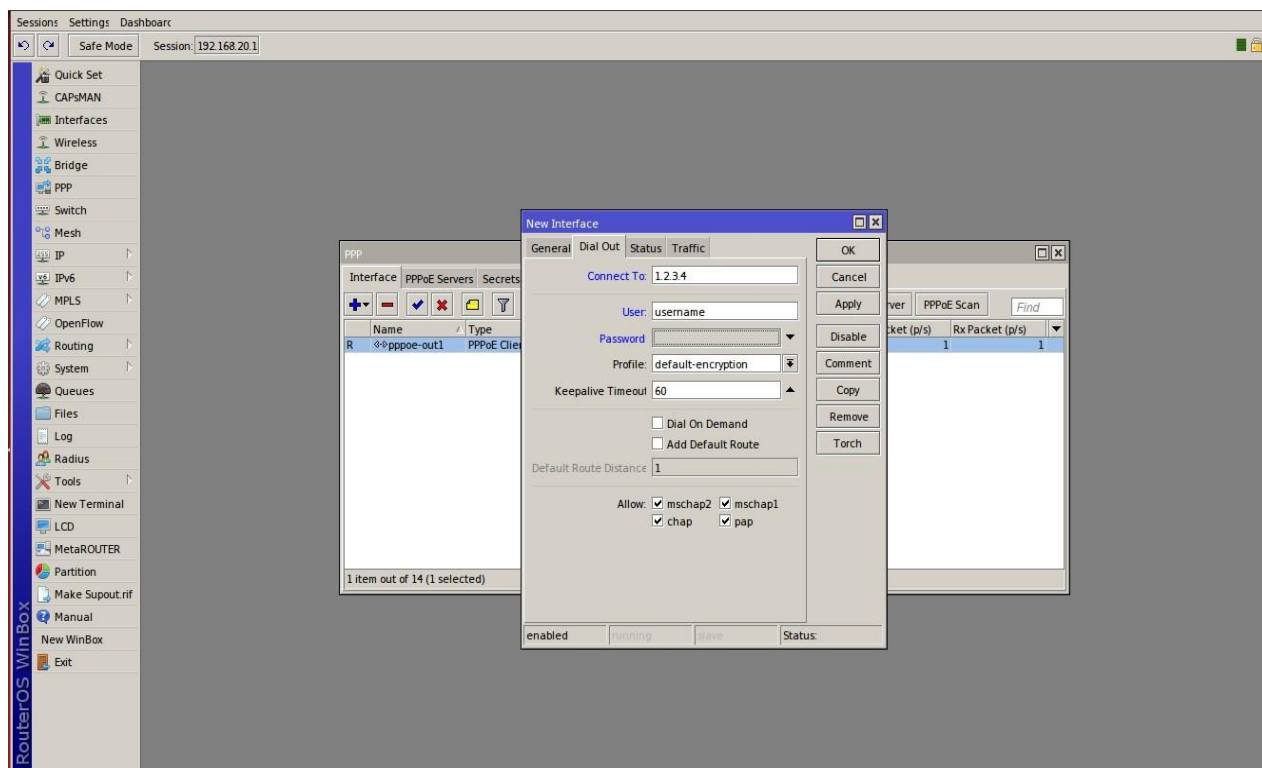 Sessions Settings Dashboard
Safe Mode Session: 192.168.20.1
Quick Set
CAPsMAN
Interfaces
Wireless
Bridge
PPP
Switch
Mesh
IP
IPv6
MPLS
OpenFlow
Routing
System
Queues
Files
Log
Radius
Tools
New Terminal
LCD
MetaROUTER
Partition
Make Supout.rif
Manual
New WinBox
Exit
RouterOS WinBox
PPP
Interface PPPoE Servers Secrets
ver PPPoE Scan Find
Name Type cket (p/s) Rx Packet (p/s)
R pppoe-out1 PPPoE Clie 1 1
1 item out of 14 (1 selected)
New Interface
General Dial Out Status Traffic
Connect To: 1.2.3.4
User: username
Password
Profile: default-encryption
Keepalive Timeout 60
Dial On Demand
Add Default Route
Default Route Distance 1
Allow: mschap2 mschap1
chap pap
OK
Cancel
Apply
Disable
Comment
Copy
Remove
Torch
enabled running slave Status: